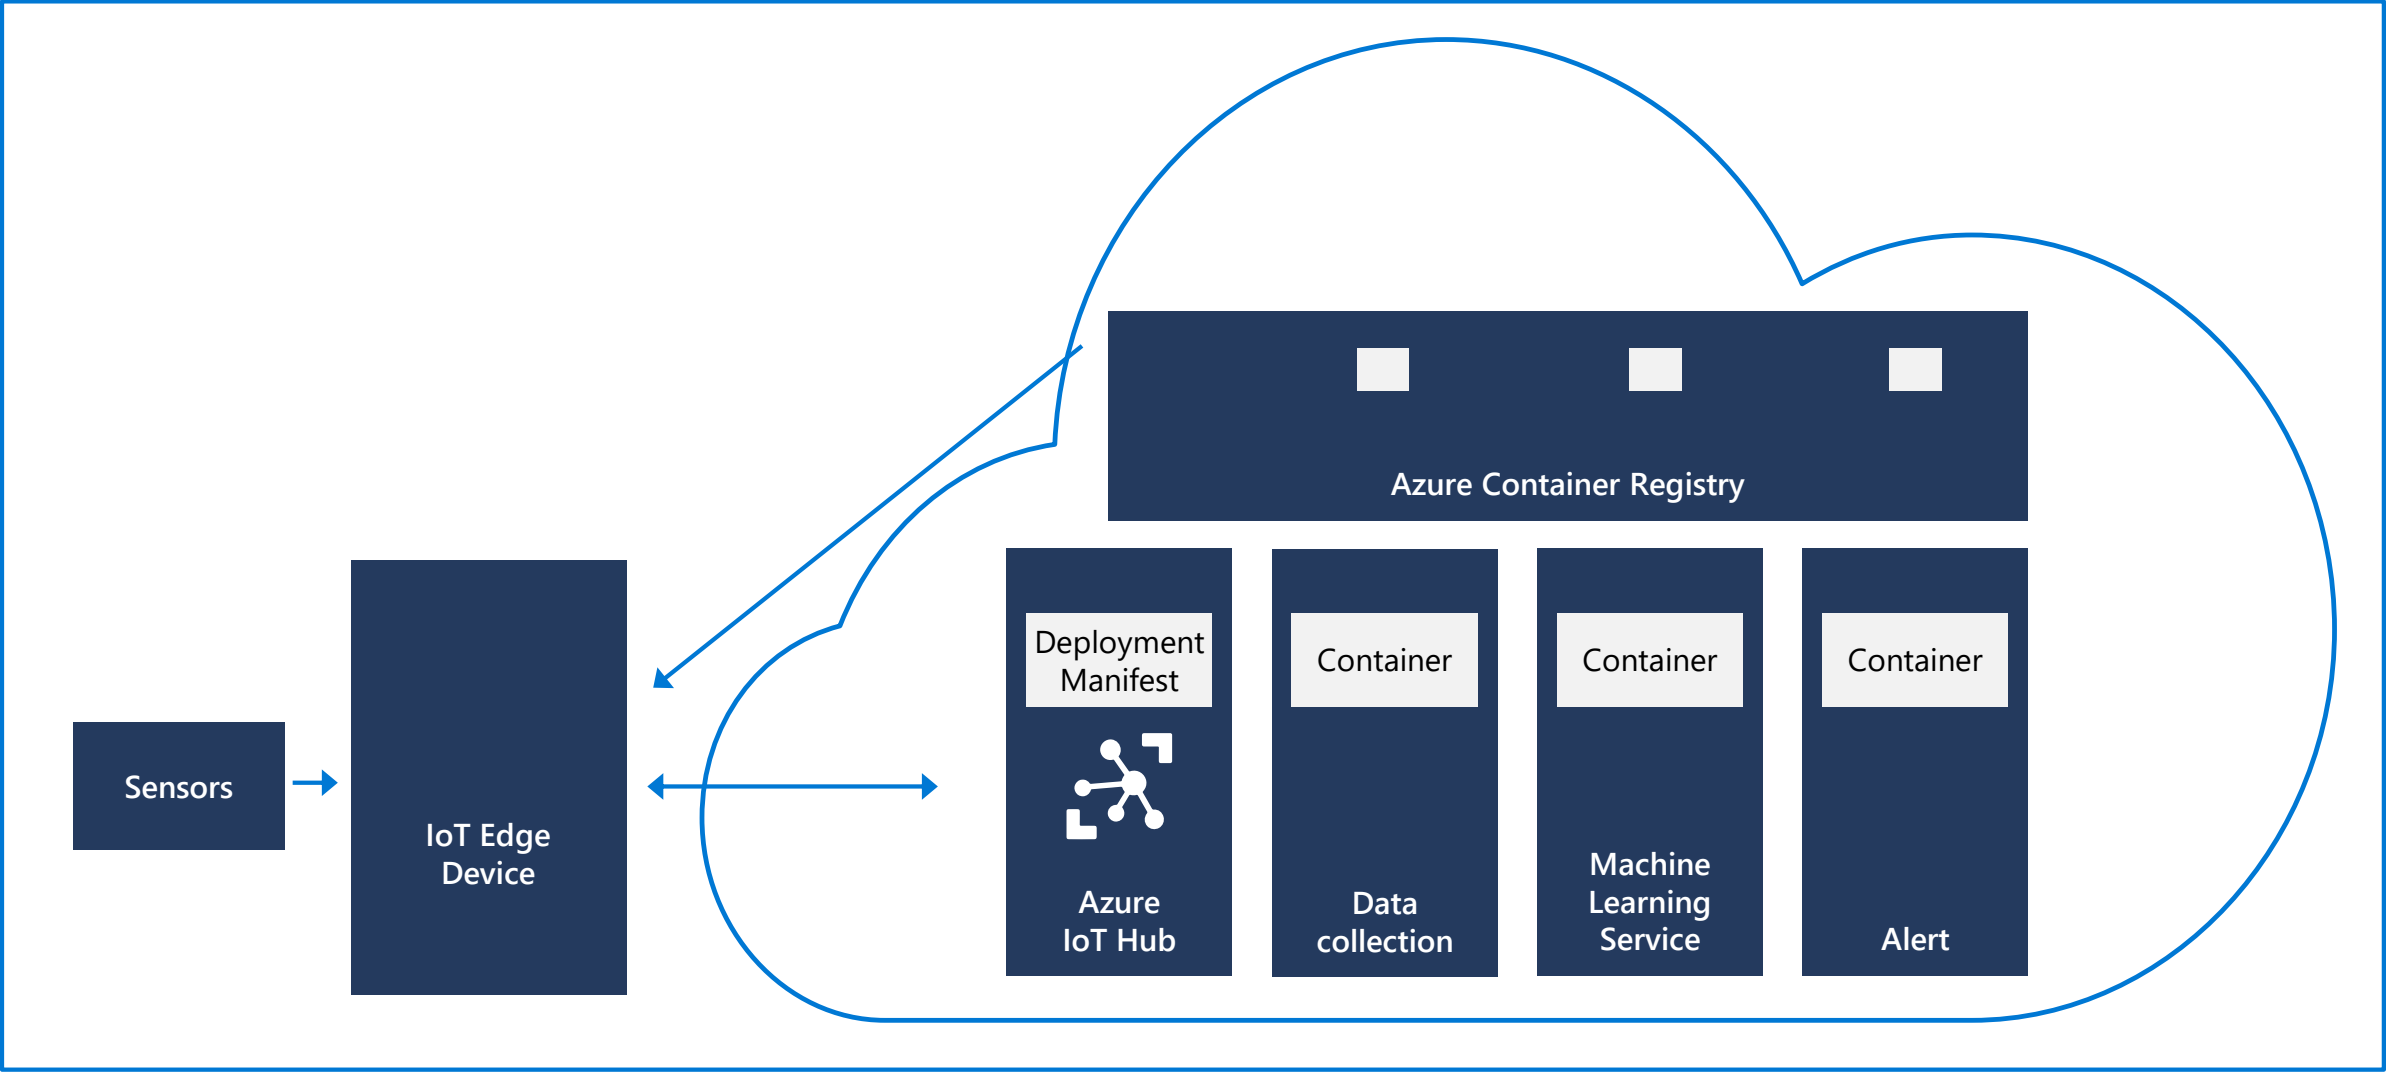 Azure Container Registry
Deployment
Manifest
Container
Container
Container
Sensors
IoT Edge
Device
Azure
IoT Hub
Data
collection
Machine
Learning
Service
Alert